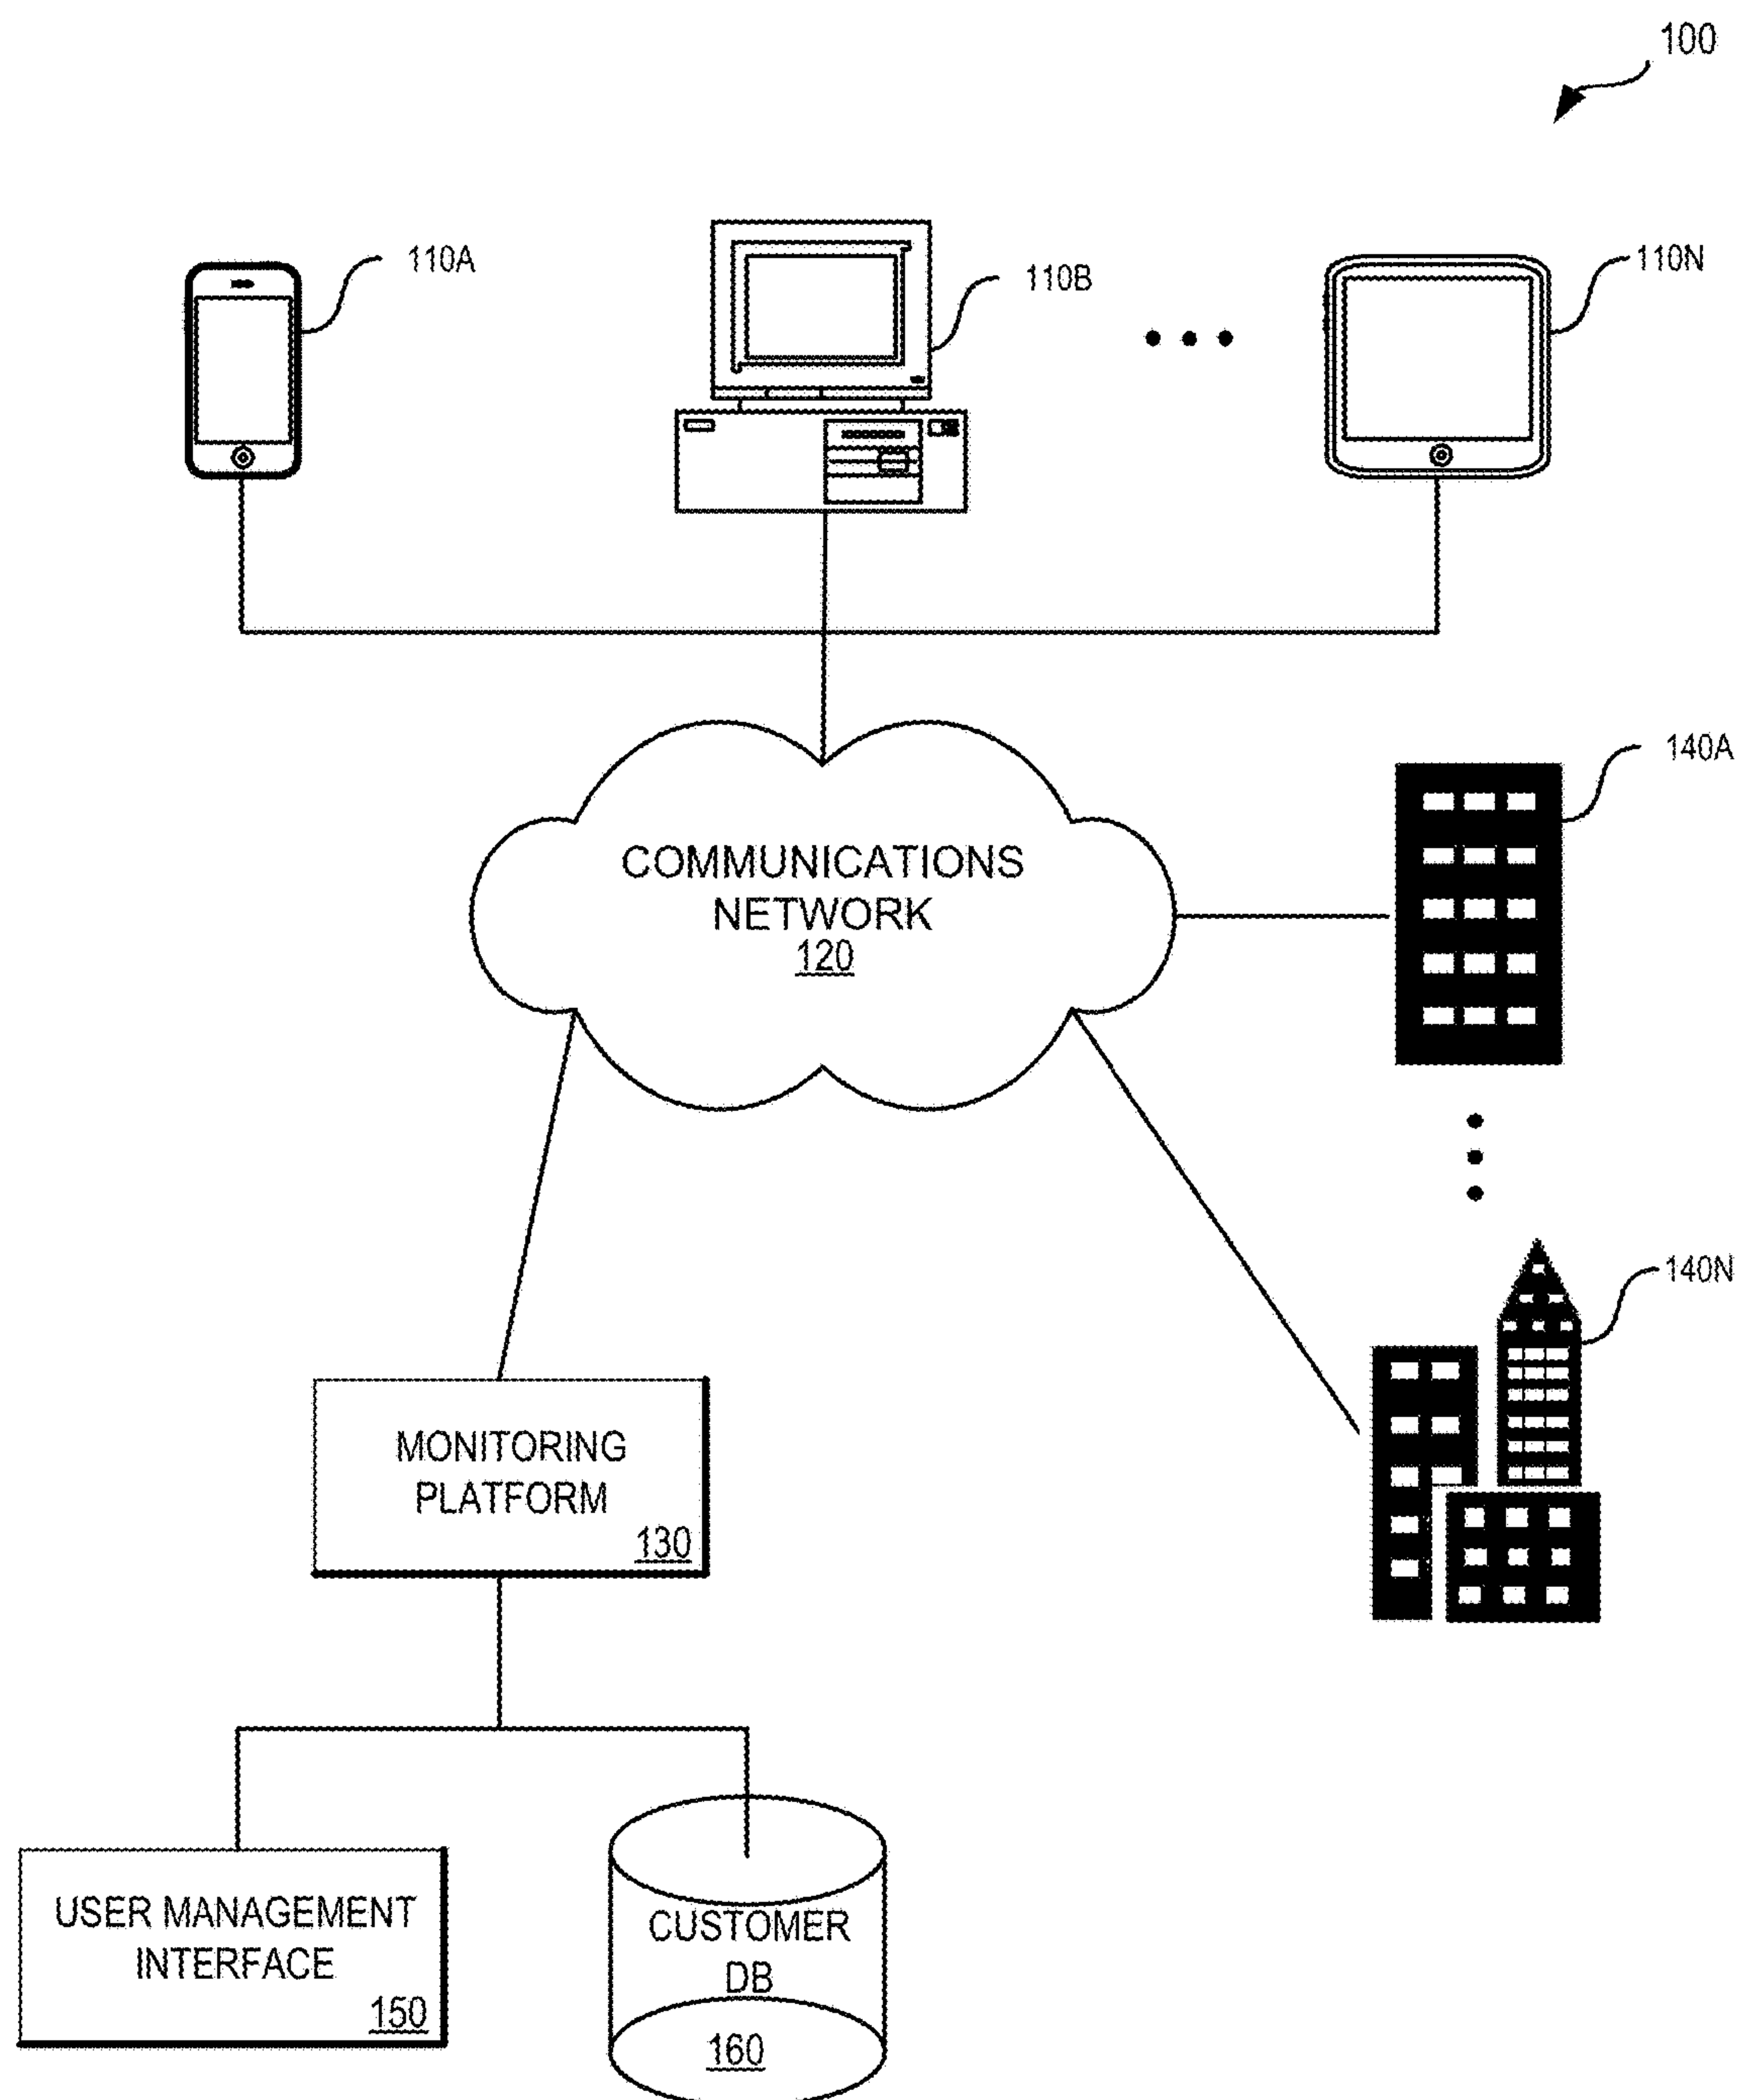 100
110A
110B
110N
COMMUNICATIONS
NETWORK
120
140A
140N
MONITORING
PLATFORM
130
USER MANAGEMENT
INTERFACE
150
CUSTOMER
DB
160